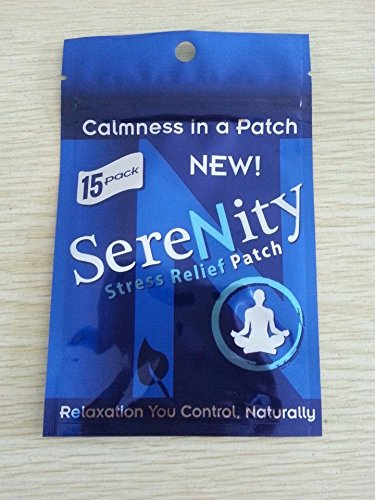 Calmness in a Patch
NEW!
15 pack
SereNity
Stress Relief Patch
Relaxation You Control, Naturally